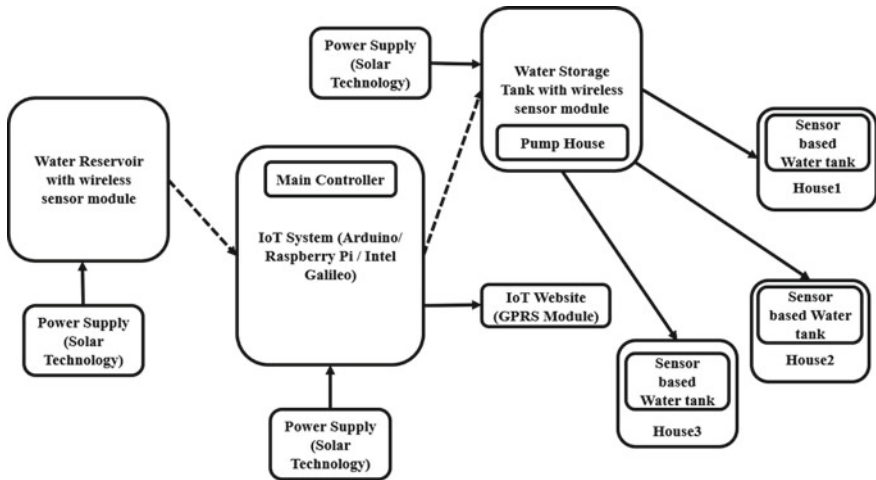 Power Supply
(Solar
Technology)
Water Storage
Tank with wireless
sensor module
Pump House
Sensor
based
Water tank
House1
Water Reservoir
with wireless
sensor module
Main Controller
IoT System (Arduino/
Raspberry Pi / Intel
Galileo)
Power Supply
(Solar
Technology)
IoT Website
(GPRS Module)
Sensor
based Water
tank
House2
Sensor
based
Water tank
House3
Power Supply
(Solar
Technology)